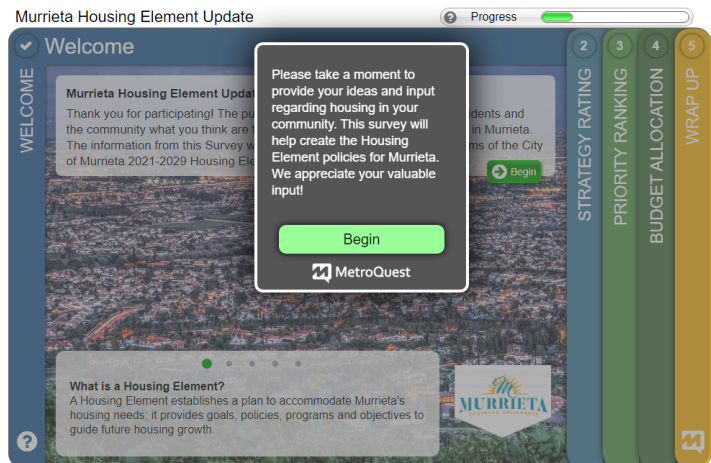 Murrieta Housing Element Update
Progress
Welcome
WELCOME
Murrieta Housing Element Updat
Thank you for participating! The pu
idents and
the community what you think are t
in Murrieta.
The information from this Survey w
ms of the City
of Murrieta 2021-2029 Housing Ele
Begin
Please take a moment to
provide your ideas and input
regarding housing in your
community. This survey will
help create the Housing
Element policies for Murrieta.
We appreciate your valuable
input!
Begin
MetroQuest
What is a Housing Element?
A Housing Element establishes a plan to accommodate Murrieta's
housing needs; it provides goals, policies, programs and objectives to
guide future housing growth.
MURRIETA
SOUTHERN CALIFORNIA
2
STRATEGY RATING
3
PRIORITY RANKING
4
BUDGET ALLOCATION
5
WRAP UP